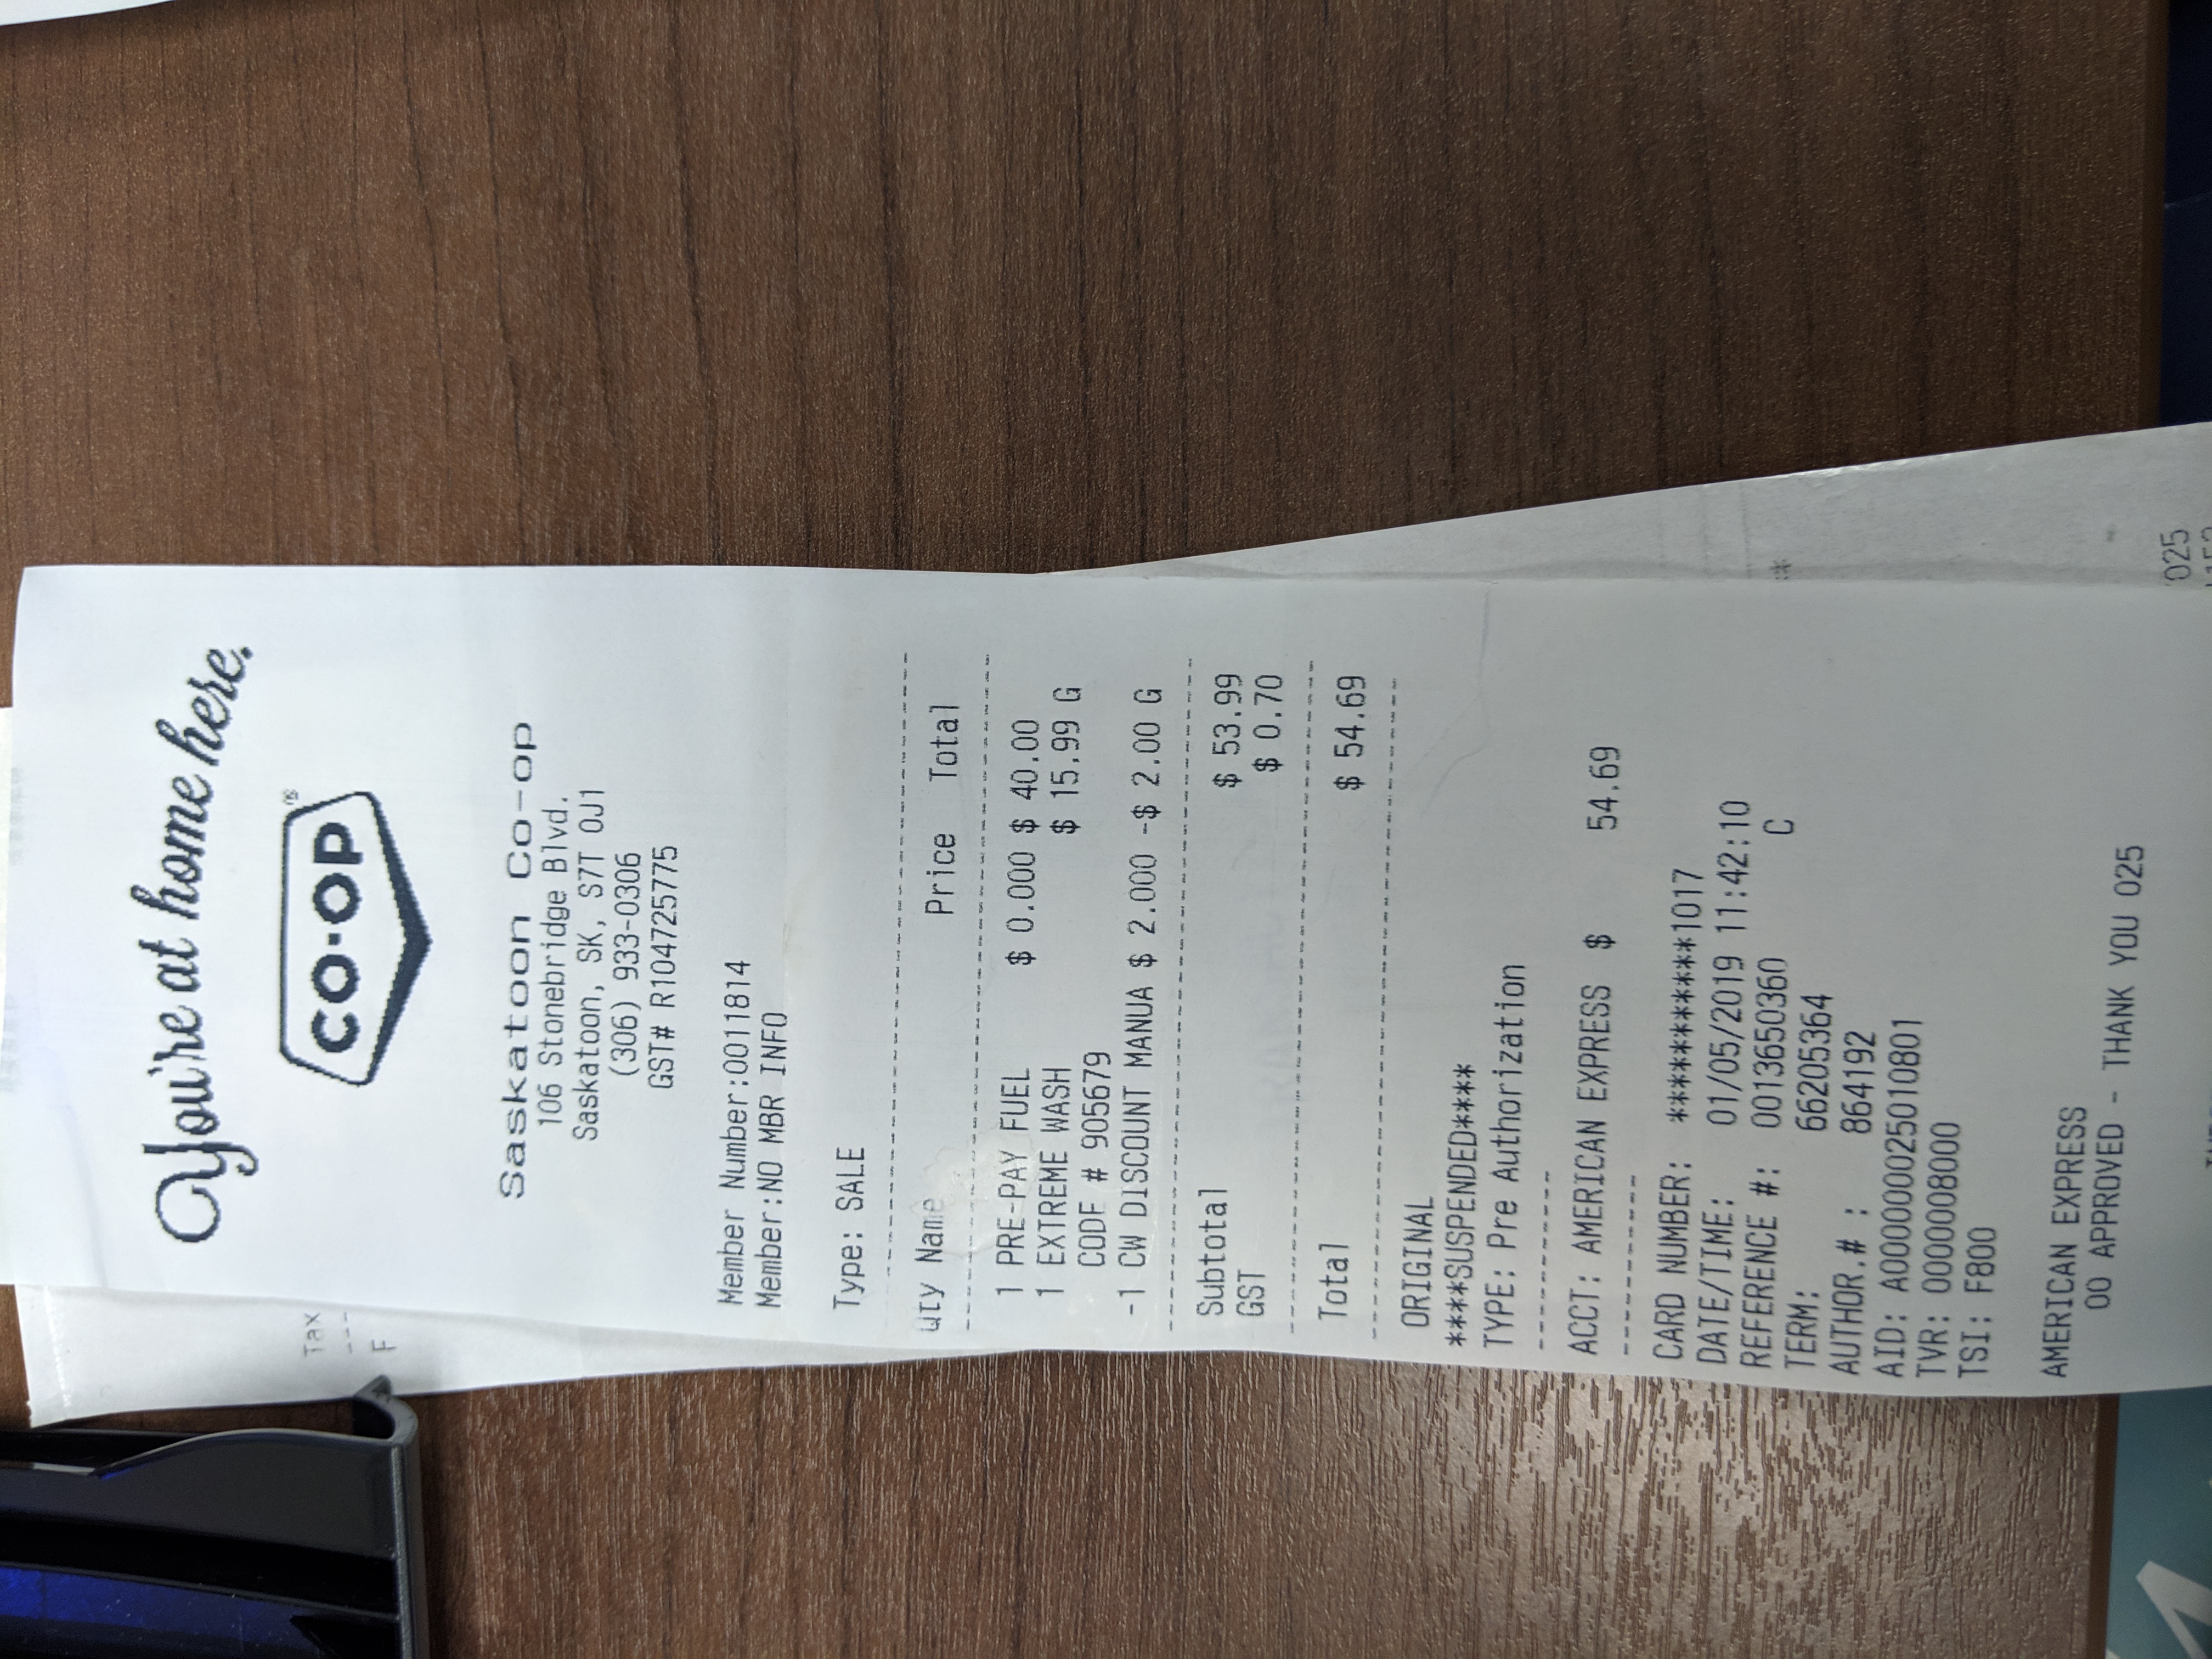 You're at home here.
CO-OP®
Saskatoon Co-op
106 Stonebridge Blvd.
Saskatoon, SK, S7T 0J1
(306) 933-0306
GST# R104725775
Member Number:0011814
Member:NO MBR INFO
Type: SALE
Qty Name Price Total
1 PRE-PAY FUEL $ 0.000 $ 40.00
1 EXTREME WASH $ 15.99 G
CODE # 905679
-1 CW DISCOUNT MANUA $ 2.000 -$ 2.00 G
Subtotal $ 53.99
GST $ 0.70
Total $ 54.69
ORIGINAL
****SUSPENDED****
TYPE: Pre Authorization
----------
ACCT: AMERICAN EXPRESS $ 54.69
----------
CARD NUMBER: ************1017
DATE/TIME: 01/05/2019 11:42:10
REFERENCE #: 0013650360 C
TERM: 66205364
AUTHOR.# : 864192
AID: A000000025010801
TVR: 0000008000
TSI: F800
AMERICAN EXPRESS
00 APPROVED - THANK YOU 025
Tax
F
025